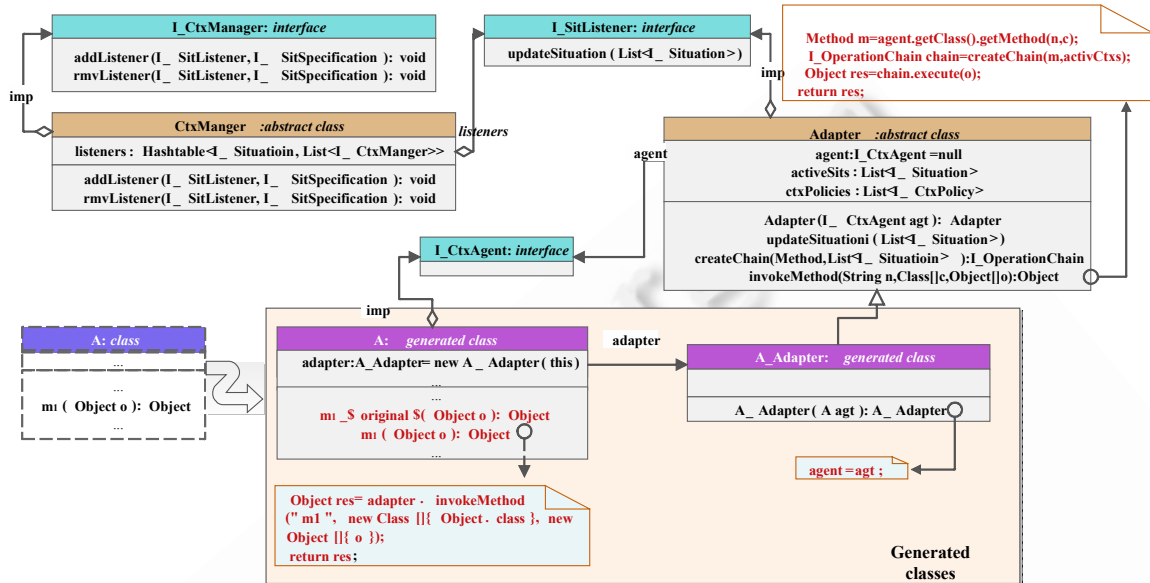 I_CtxManager: interface
addListener(I_ SitListener, I_ SitSpecification ): void
rmvListener(I_ SitListener, I_ SitSpecification ): void
imp
CtxManger :abstract class
listeners : Hashtable<I_ Situatioin, List<I_ CtxManger>>
addListener(I_ SitListener, I_ SitSpecification ): void
rmvListener(I_ SitListener, I_ SitSpecification ): void
listeners
I_SitListener: interface
updateSituation ( List<I_ Situation>)
imp
Method m=agent.getClass().getMethod(n,c);
I_OperationChain chain=createChain(m,activCtxs);
Object res=chain.execute(o);
return res;
Adapter :abstract class
agent:I_CtxAgent =null
activeSits : List<I_ Situation>
ctxPolicies : List<I_ CtxPolicy>
Adapter(I_ CtxAgent agt ): Adapter
updateSituationi ( List<I_ Situation>)
createChain(Method,List<I_ Situatioin> ):I_OperationChain
invokeMethod(String n,Class[]c,Object[]o):Object
agent
I_CtxAgent: interface
imp
A: class
...
...
m1 ( Object o ): Object
...
A: generated class
adapter:A_Adapter= new A _ Adapter( this)
...
...
m1 _$ original $( Object o ): Object
m1 ( Object o ): Object
...
adapter
A_Adapter: generated class
A_ Adapter( A agt ): A_ Adapter
agent =agt ;
Object res= adapter . invokeMethod
(" m1 ", new Class []{ Object . class }, new
Object []{ o });
return res;
Generated
classes